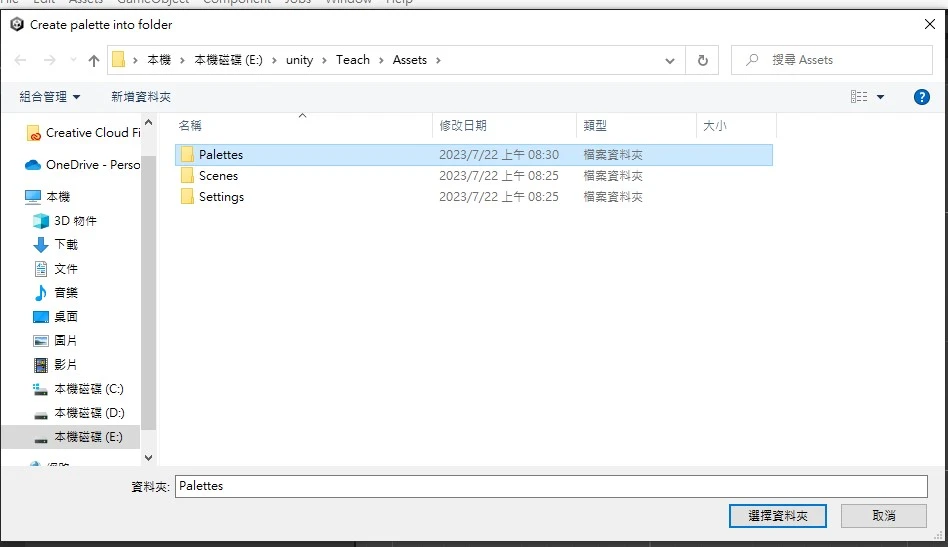 File Edit Assets GameObject Component Jobs Window Help
Create palette into folder
本機 本機磁碟 (E:) unity Teach Assets
搜尋 Assets
組合管理 新增資料夾
Creative Cloud Fi
OneDrive - Perso
本機
3D 物件
下載
文件
音樂
桌面
圖片
影片
本機磁碟 (C:)
本機磁碟 (D:)
本機磁碟 (E:)
網路
名稱 修改日期 類型 大小
Palettes 2023/7/22 上午 08:30 檔案資料夾
Scenes 2023/7/22 上午 08:25 檔案資料夾
Settings 2023/7/22 上午 08:25 檔案資料夾
資料夾: Palettes
選擇資料夾 取消